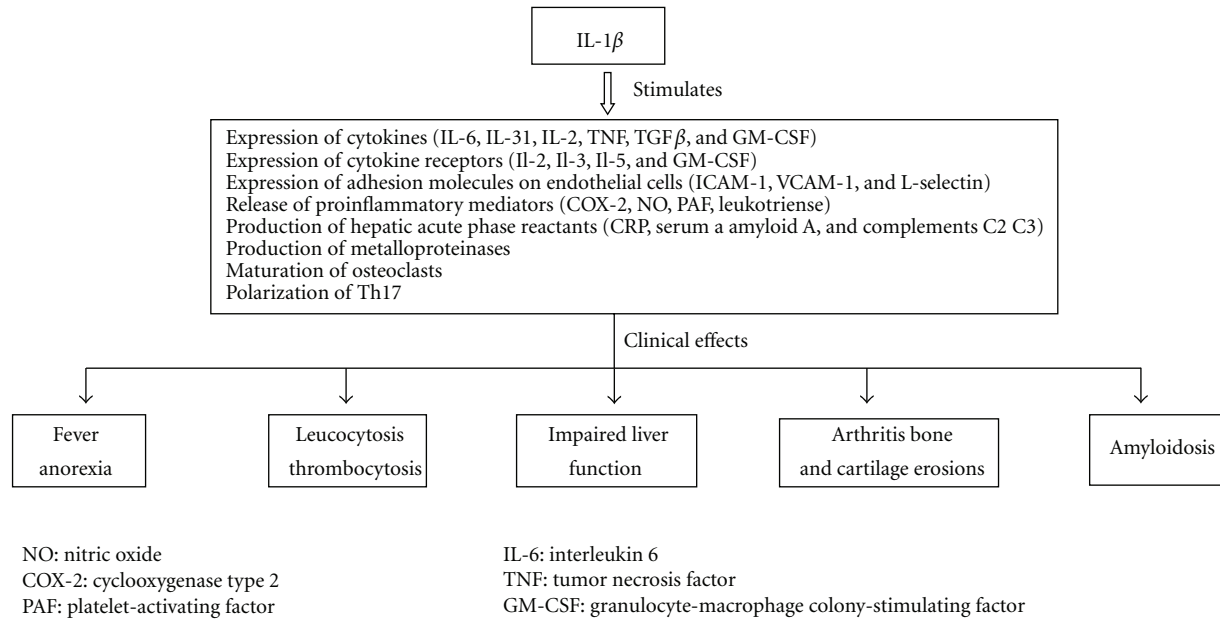 IL-1β
Stimulates
Expression of cytokines (IL-6, IL-31, IL-2, TNF, TGFβ, and GM-CSF)
Expression of cytokine receptors (Il-2, Il-3, Il-5, and GM-CSF)
Expression of adhesion molecules on endothelial cells (ICAM-1, VCAM-1, and L-selectin)
Release of proinflammatory mediators (COX-2, NO, PAF, leukotriense)
Production of hepatic acute phase reactants (CRP, serum a amyloid A, and complements C2 C3)
Production of metalloproteinases
Maturation of osteoclasts
Polarization of Th17
Clinical effects
Fever
anorexia
Leucocytosis
thrombocytosis
Impaired liver
function
Arthritis bone
and cartilage erosions
Amyloidosis
NO: nitric oxide
COX-2: cyclooxygenase type 2
PAF: platelet-activating factor
IL-6: interleukin 6
TNF: tumor necrosis factor
GM-CSF: granulocyte-macrophage colony-stimulating factor